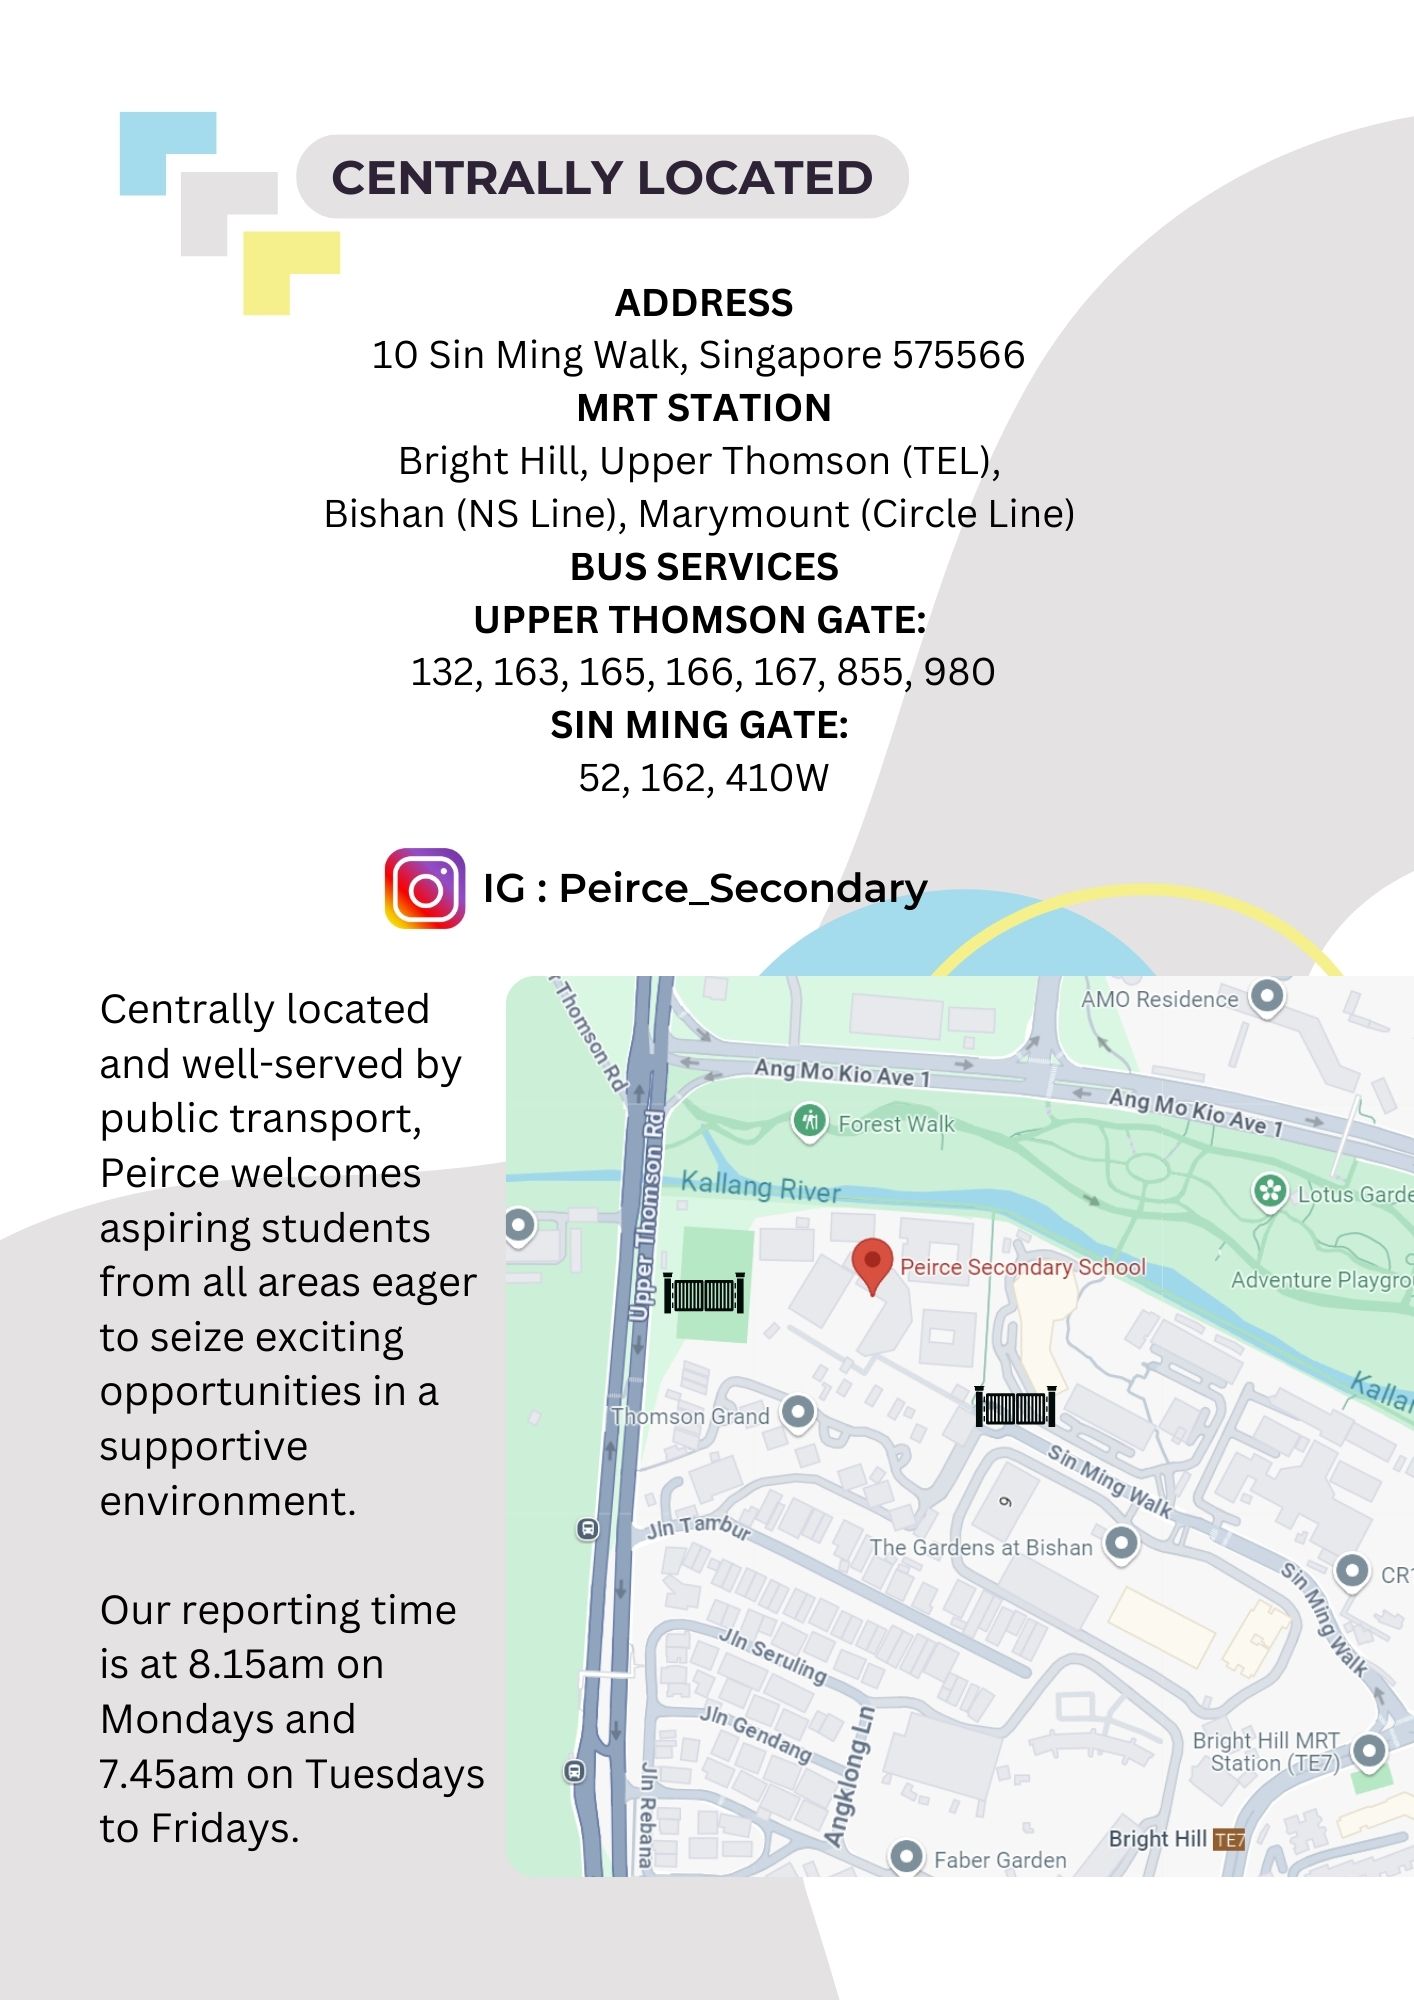 CENTRALLY LOCATED
ADDRESS
10 Sin Ming Walk, Singapore 575566
MRT STATION
Bright Hill, Upper Thomson (TEL),
Bishan (NS Line), Marymount (Circle Line)
BUS SERVICES
UPPER THOMSON GATE:
132, 163, 165, 166, 167, 855, 980
SIN MING GATE:
52, 162, 410W
IG : Peirce_Secondary
Centrally located
and well-served by
public transport,
Peirce welcomes
aspiring students
from all areas eager
to seize exciting
opportunities in a
supportive
environment.
Our reporting time
is at 8.15am on
Mondays and
7.45am on Tuesdays
to Fridays.
Thomson Rd
AMO Residence
Ang Mo Kio Ave 1
Ang Mo Kio Ave 1
Forest Walk
Upper Thomson Rd
Kallang River
Lotus Garde
Peirce Secondary School
Adventure Playgro
Kalla
Thomson Grand
Sin Ming Walk
9
Jln Tambur
The Gardens at Bishan
CR1
Sin Ming Walk
Jln Seruling
Jln Gendang
Angklong Ln
Bright Hill MRT
Station (TE7)
Jln Rebana
Bright Hill TE7
Faber Garden